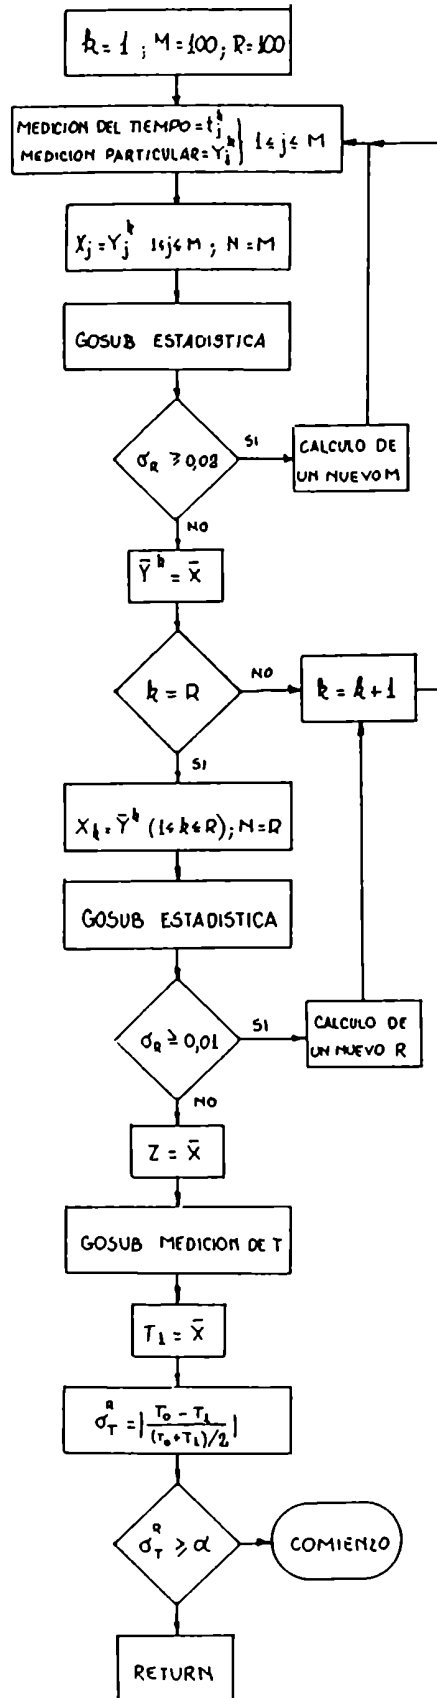 k = 1 ; M = 100; R = 100
MEDICION DEL TIEMPO = t_j^k
MEDICION PARTICULAR = Y_j^k } 1 ≤ j ≤ M
X_j = Y_j^k 1 ≤ j ≤ M ; N = M
GOSUB ESTADISTICA
σ_R ≥ 0,02
SI
CALCULO DE
UN NUEVO M
NO
Ȳ^k = X̄
k = R
NO
k = k + 1
SI
X_k = Ȳ^k (1 ≤ k ≤ R); N = R
GOSUB ESTADISTICA
σ_R ≥ 0,01
SI
CALCULO DE
UN NUEVO R
NO
Z = X̄
GOSUB MEDICION DE T
T_1 = X̄
σ_T^R = |(T_0 - T_1)/((T_0 + T_1)/2)|
σ_T^R ≥ α
COMIENZO
RETURN